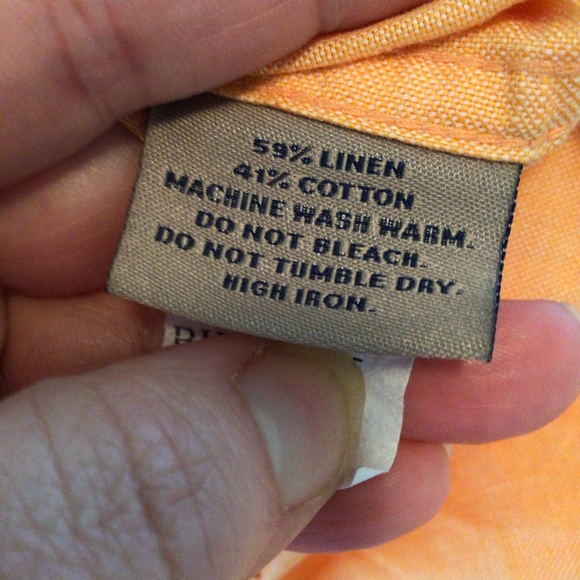 59% LINEN
41% COTTON
MACHINE WASH WARM.
DO NOT BLEACH.
DO NOT TUMBLE DRY.
HIGH IRON.